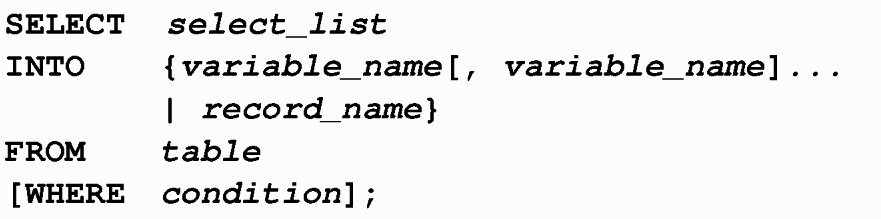 SELECT select_list
INTO {variable_name[, variable_name]...
| record_name}
FROM table
[WHERE condition];